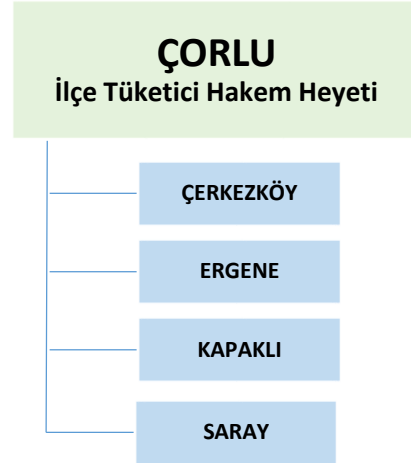 ÇORLU
İlçe Tüketici Hakem Heyeti
ÇERKEZKÖY
ERGENE
KAPAKLI
SARAY